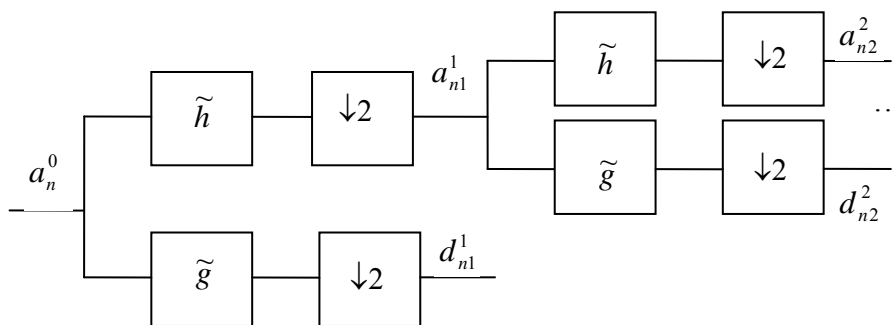 h̃ ↓2 a²ₙ₂
h̃ ↓2 a¹ₙ₁
..
g̃ ↓2
a⁰ₙ
d²ₙ₂
g̃ ↓2 d¹ₙ₁